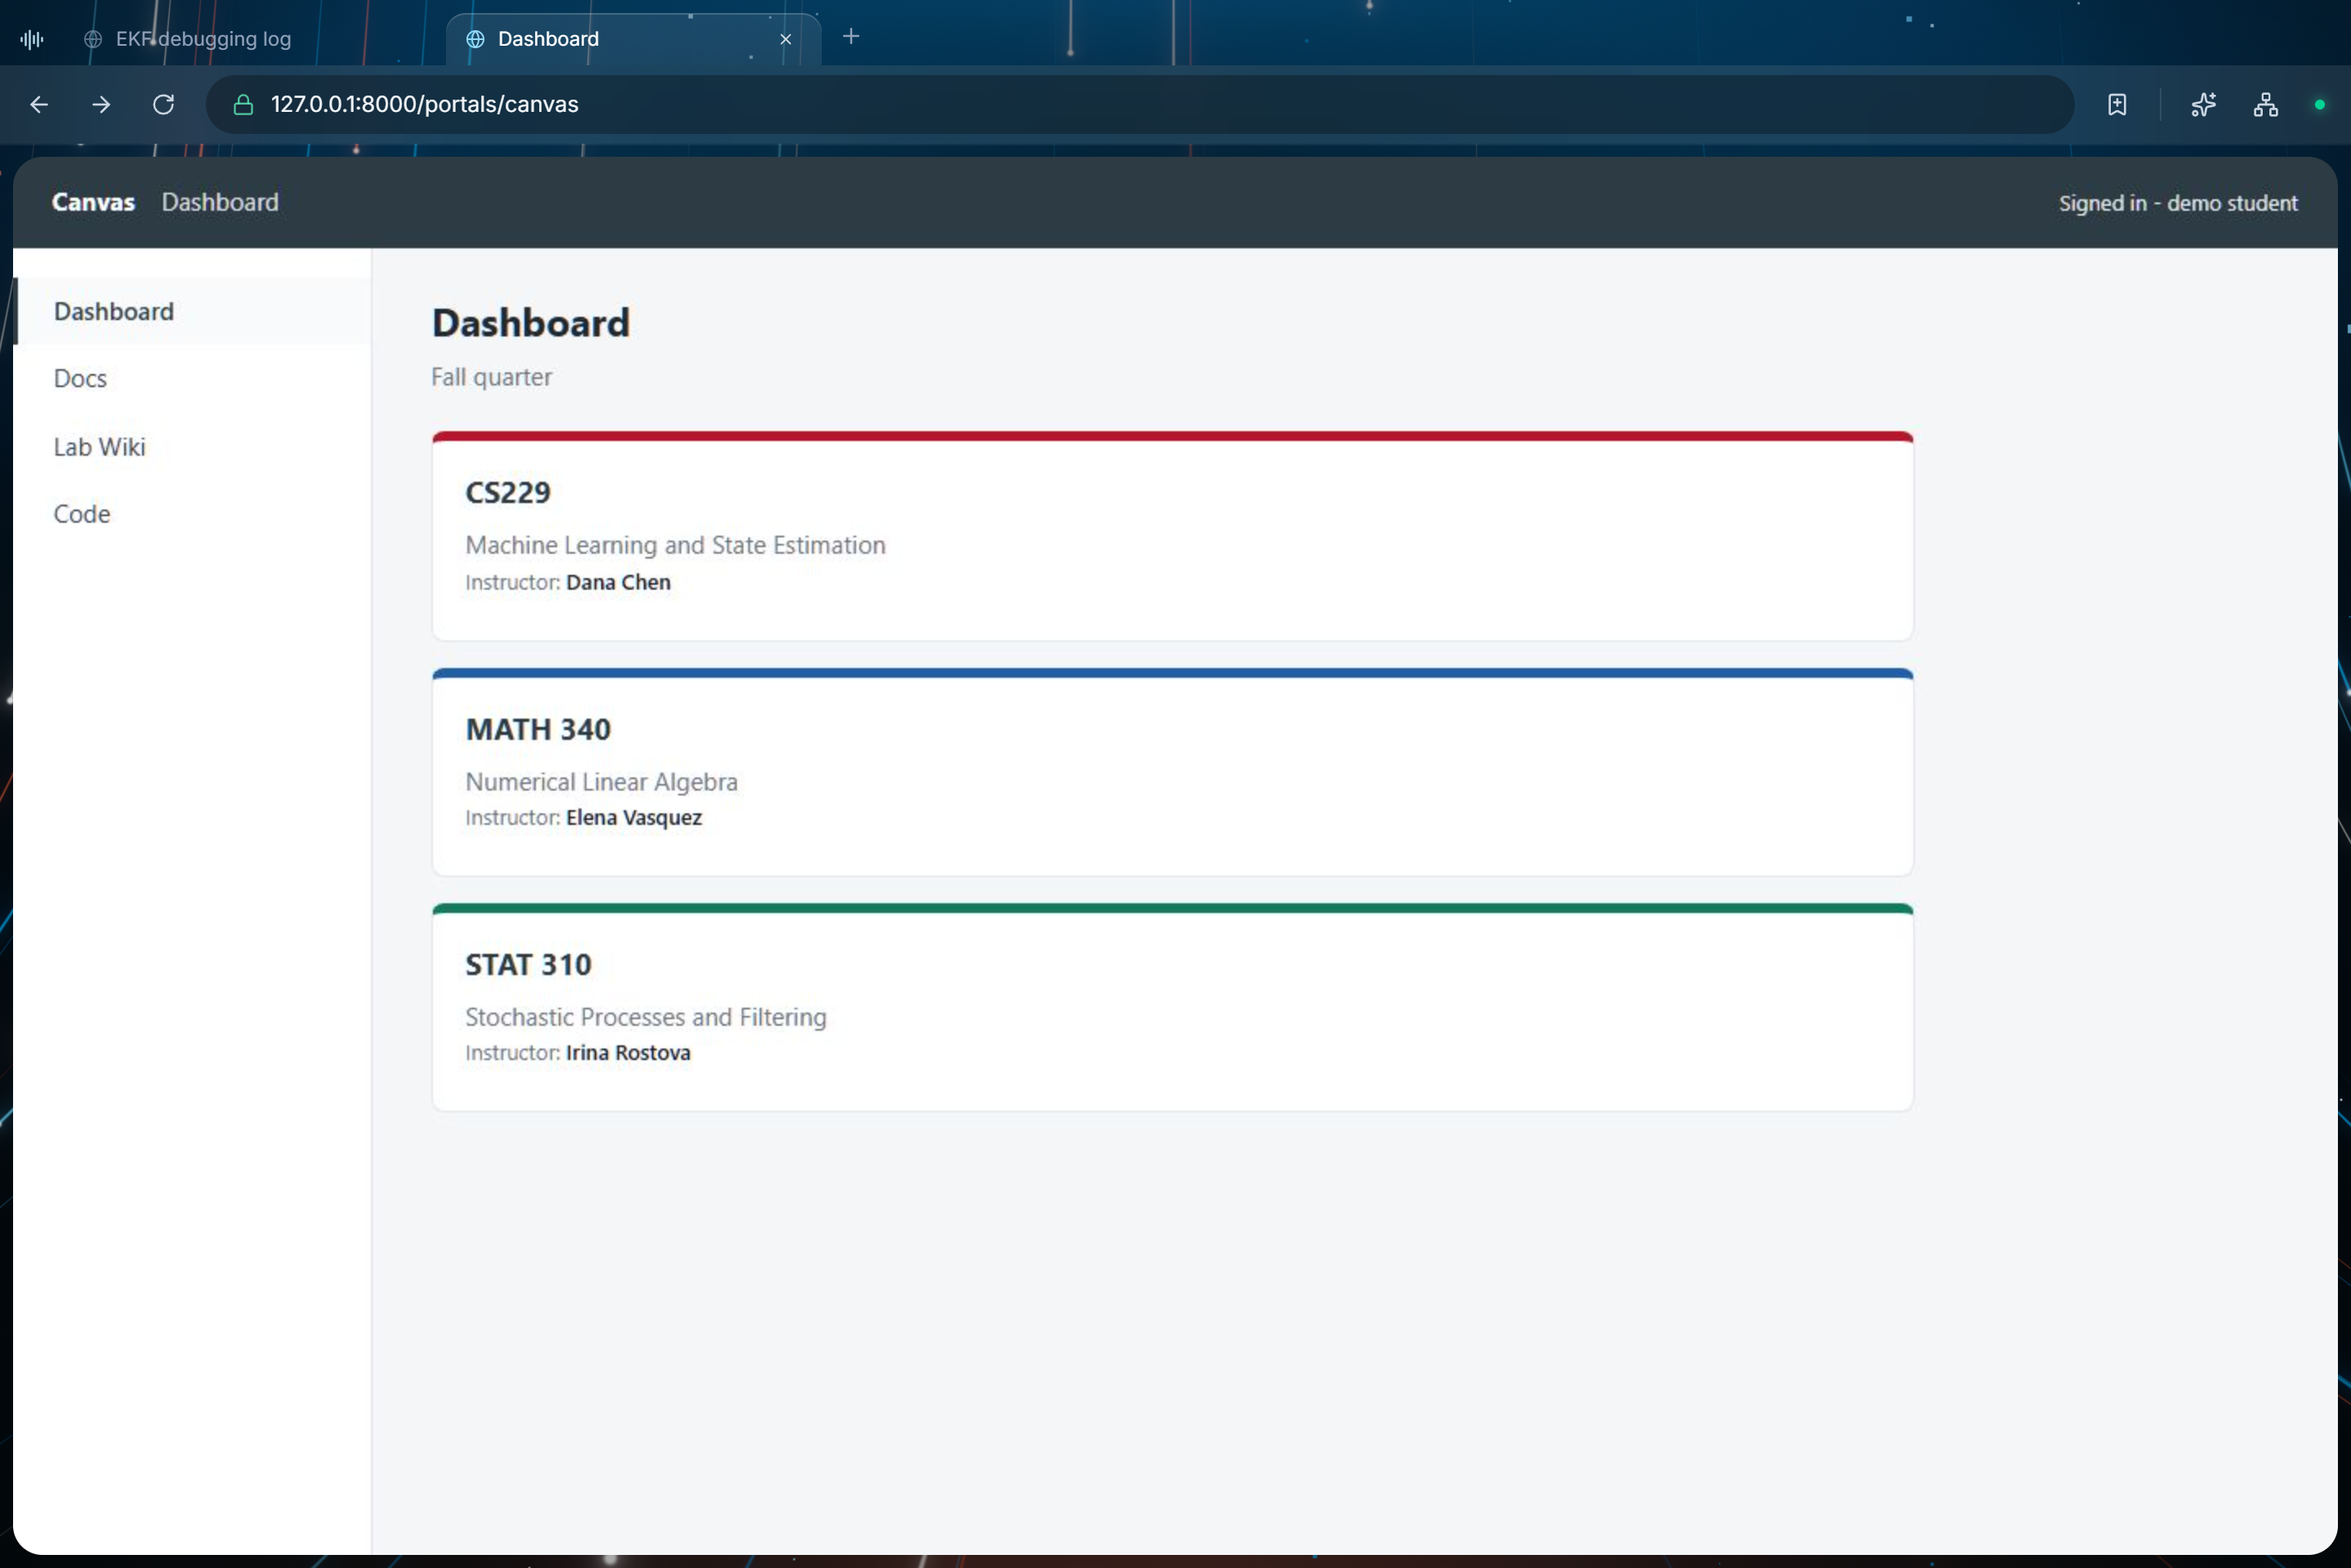 EKF debugging log
Dashboard
127.0.0.1:8000/portals/canvas
Canvas Dashboard
Signed in - demo student
Dashboard
Docs
Lab Wiki
Code
Dashboard
Fall quarter
CS229
Machine Learning and State Estimation
Instructor: Dana Chen
MATH 340
Numerical Linear Algebra
Instructor: Elena Vasquez
STAT 310
Stochastic Processes and Filtering
Instructor: Irina Rostova